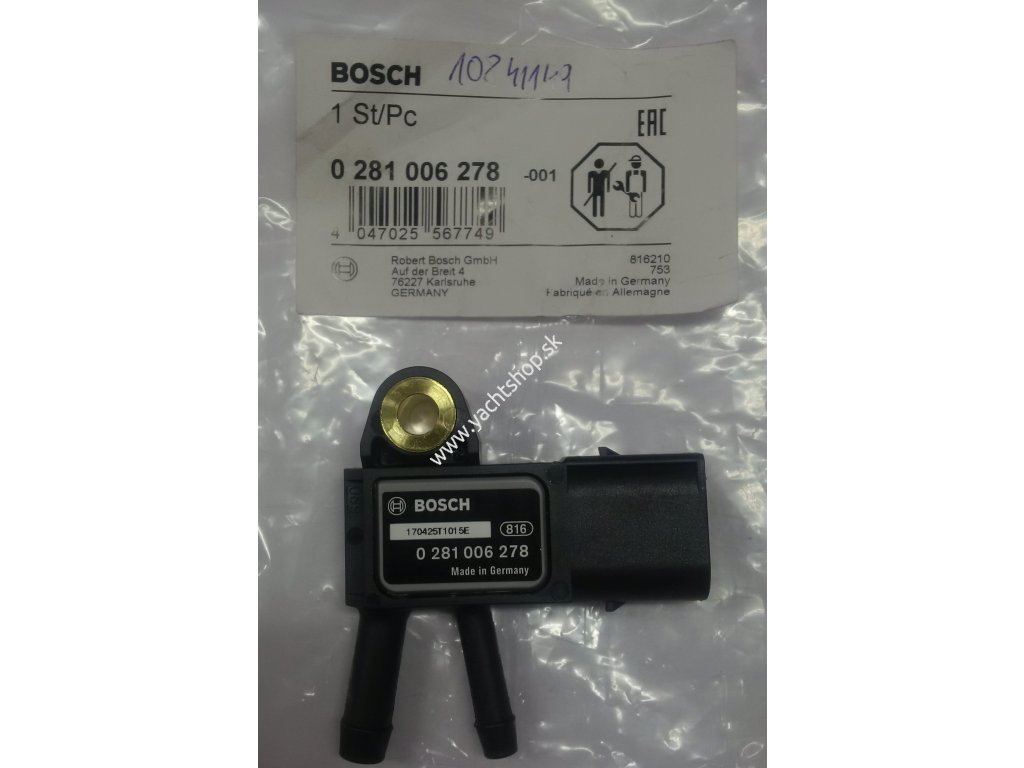 BOSCH
1 St/Pc
EAC
0 281 006 278 -001
4 047025 567749
Robert Bosch GmbH
Auf der Breit 4
76227 Karlsruhe
GERMANY
816210
753
Made in Germany
Fabriqué en Allemagne
www.yachtshop.sk
BOSCH
170425T1015E
816
0 281 006 278
Made in Germany